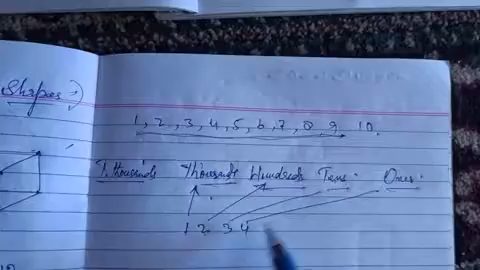 Shapes :)
1, 2, 3, 4, 5, 6, 7, 8, 9, 10.
T. thousands Thousands Hundreds Tens. Ones.
1 2 3 4